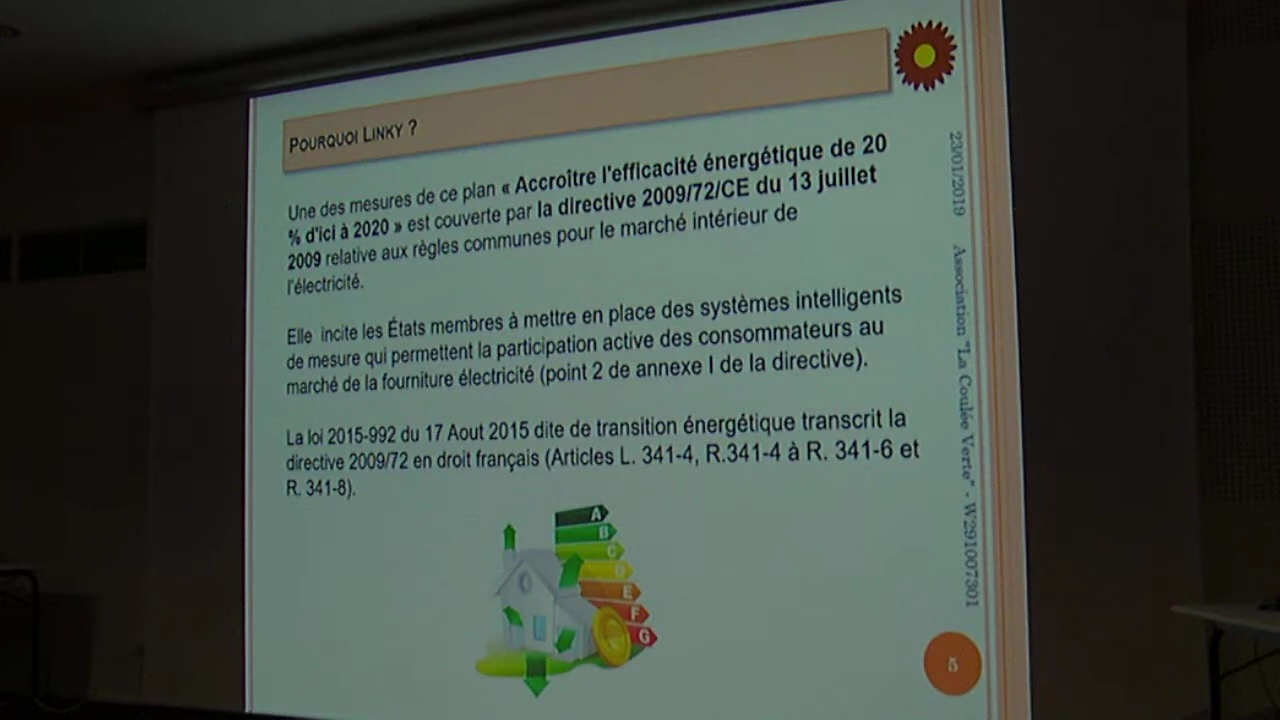 POURQUOI LINKY ?
Une des mesures de ce plan « Accroître l'efficacité énergétique de 20
% d'ici à 2020 » est couverte par la directive 2009/72/CE du 13 juillet
2009 relative aux règles communes pour le marché intérieur de
l'électricité.
Elle incite les États membres à mettre en place des systèmes intelligents
de mesure qui permettent la participation active des consommateurs au
marché de la fourniture électricité (point 2 de annexe I de la directive).
La loi 2015-992 du 17 Aout 2015 dite de transition énergétique transcrit la
directive 2009/72 en droit français (Articles L. 341-4, R.341-4 à R. 341-6 et
R. 341-8).
A
B
C
D
E
F
G
23/01/2019 Association "La Coulée Verte" - W291007301
5